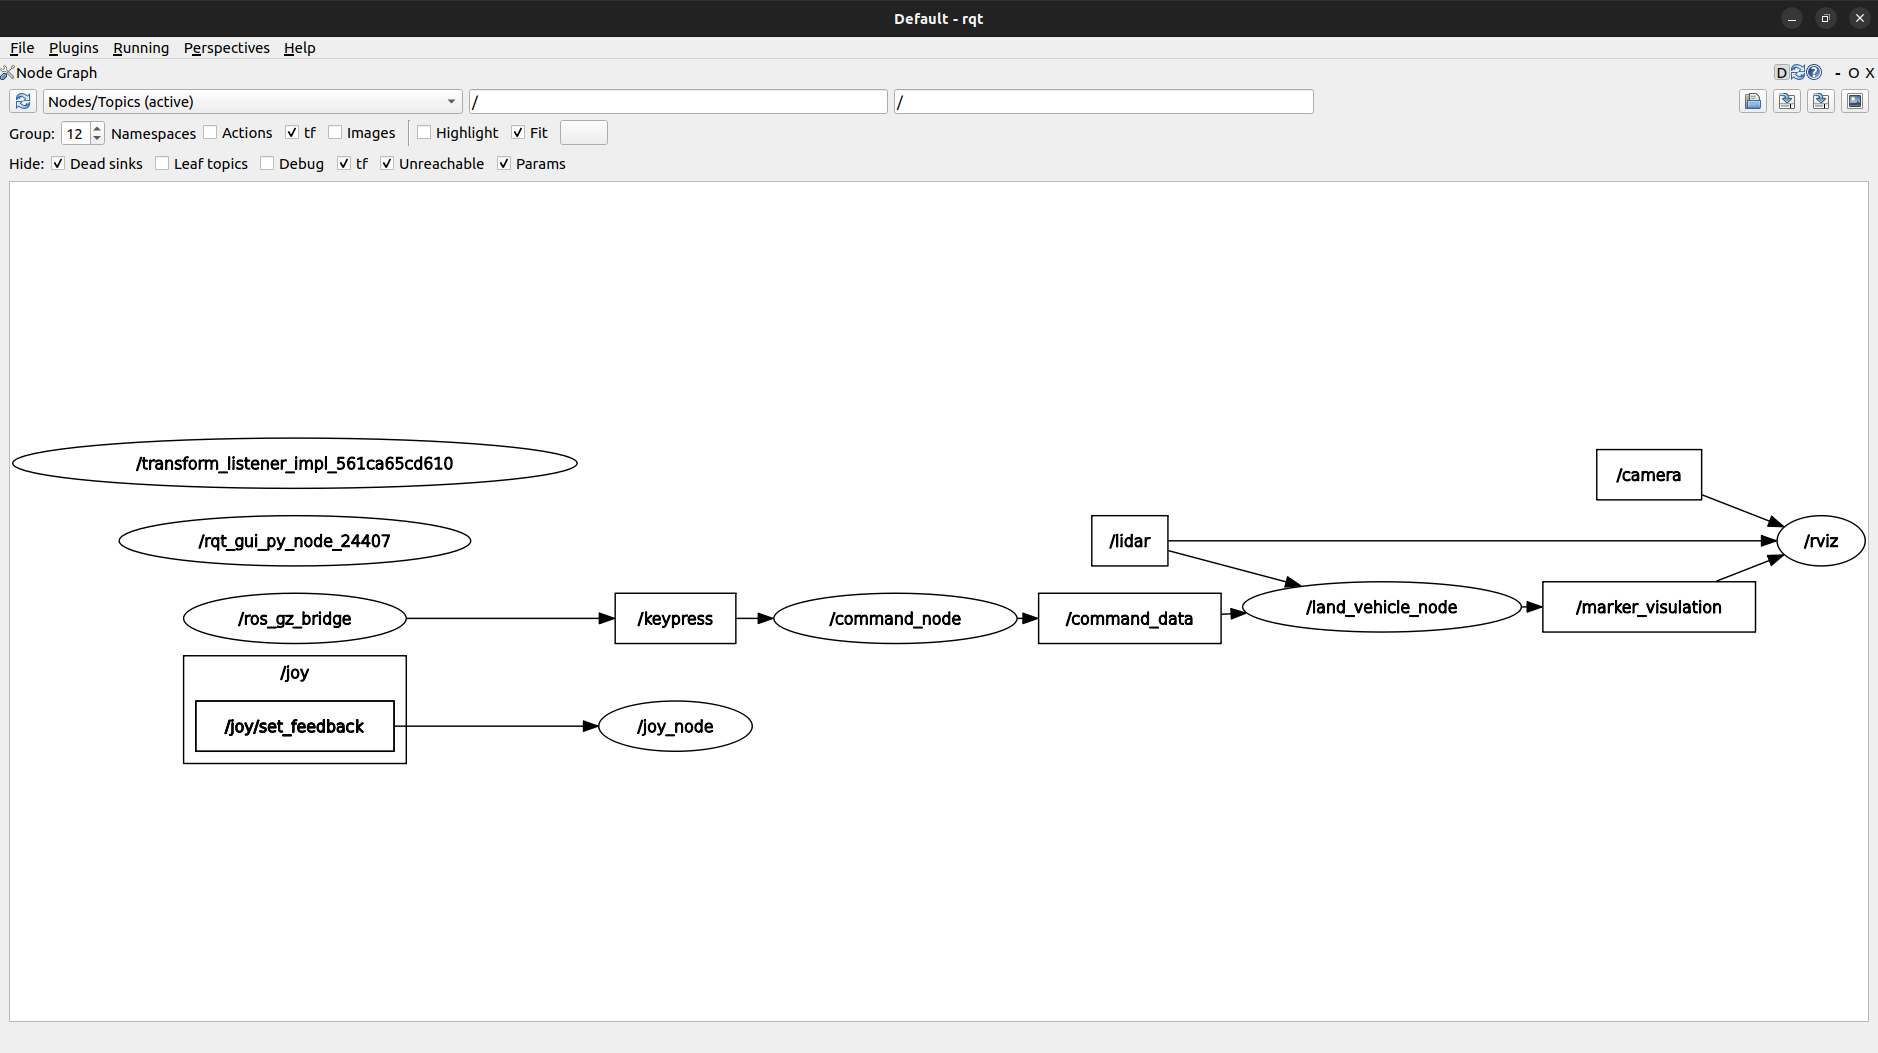 Default - rqt
File Plugins Running Perspectives Help
Node Graph D - O X
Nodes/Topics (active) / /
Group: 12 Namespaces Actions tf Images Highlight Fit
Hide: Dead sinks Leaf topics Debug tf Unreachable Params
/transform_listener_impl_561ca65cd610
/camera
/rqt_gui_py_node_24407
/lidar
/rviz
/ros_gz_bridge
/keypress
/command_node
/command_data
/land_vehicle_node
/marker_visulation
/joy
/joy/set_feedback
/joy_node